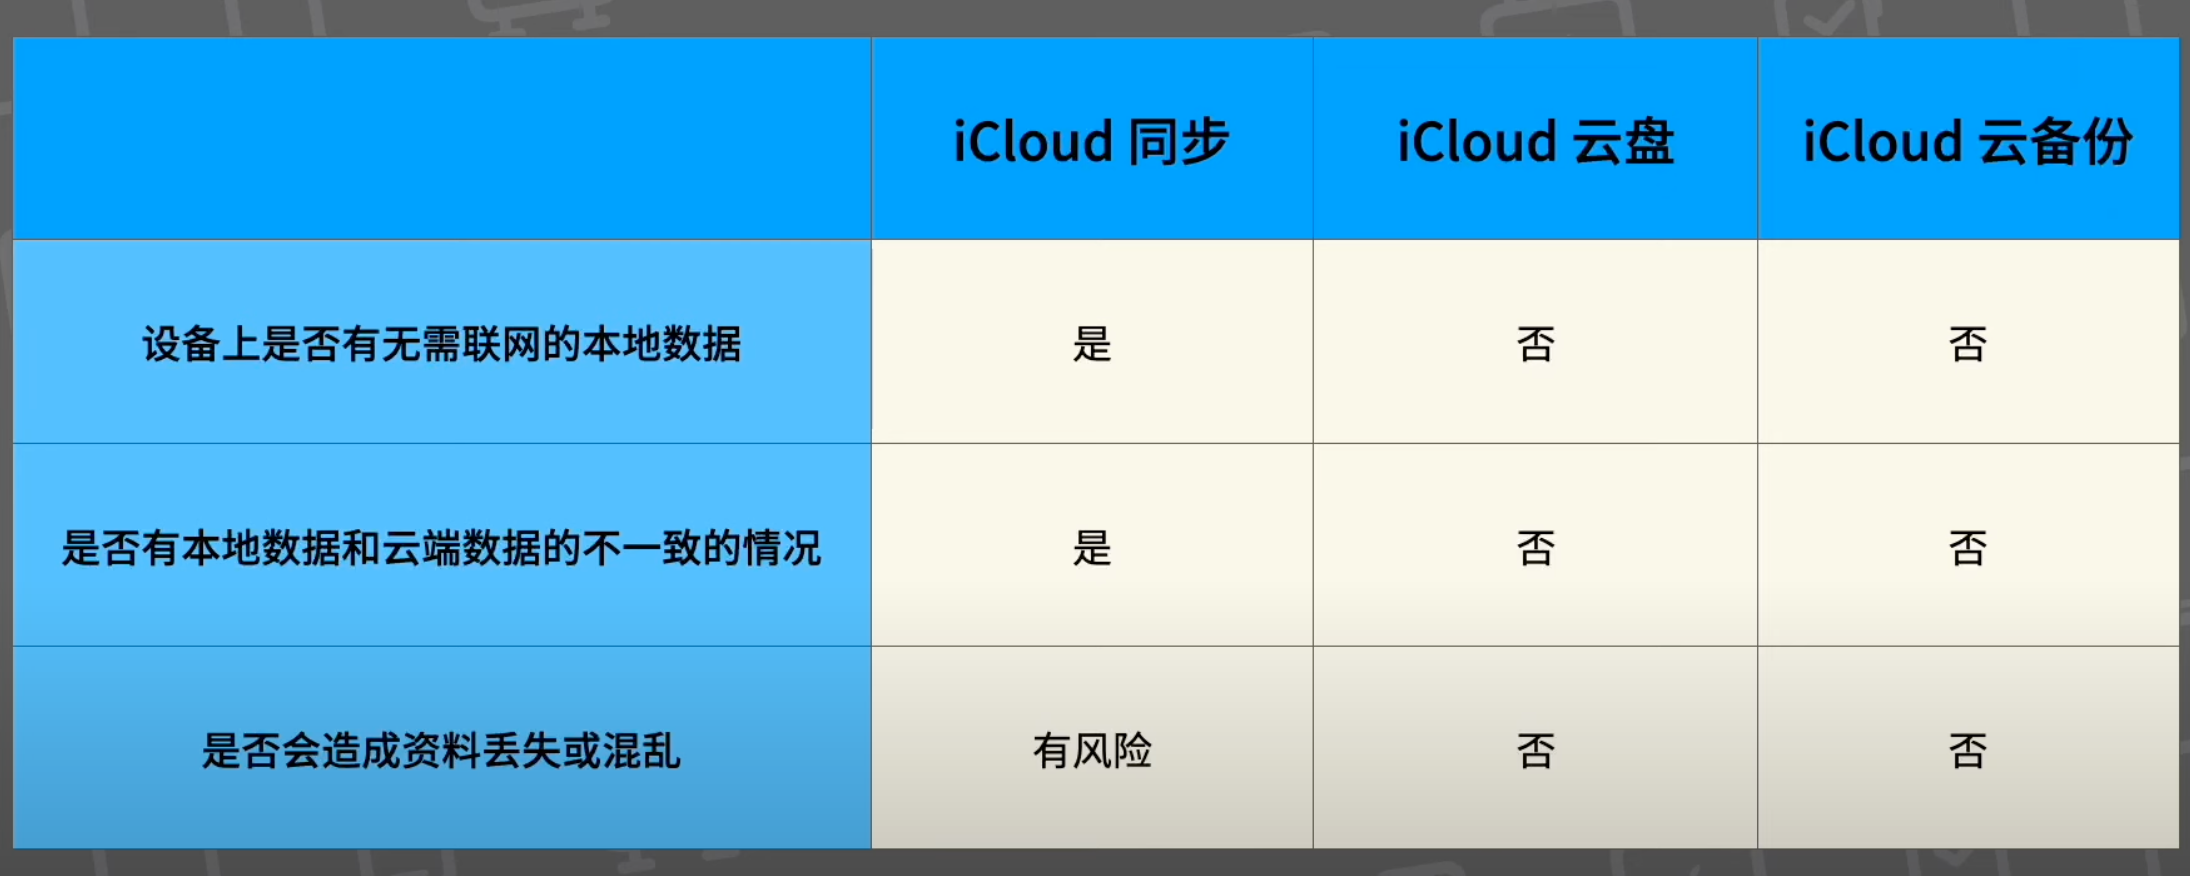 iCloud 同步 iCloud 云盘 iCloud 云备份
设备上是否有无需联网的本地数据 是 否 否
是否有本地数据和云端数据的不一致的情况 是 否 否
是否会造成资料丢失或混乱 有风险 否 否